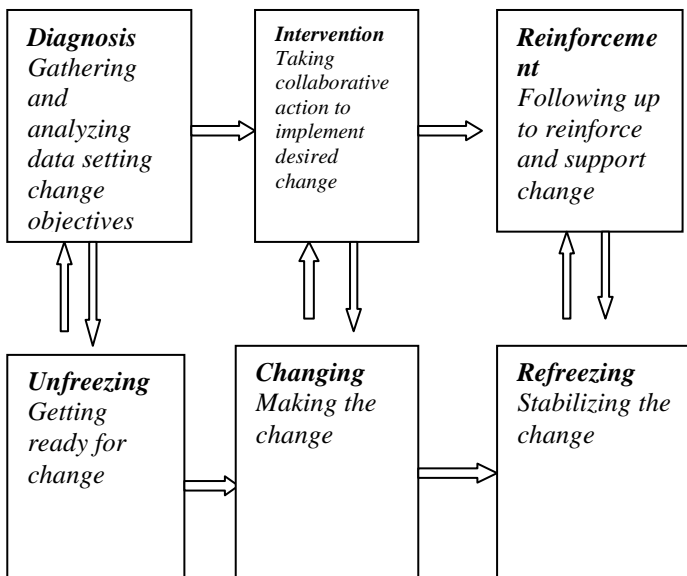 Diagnosis
Gathering
and
analyzing
data setting
change
objectives
Intervention
Taking
collaborative
action to
implement
desired
change
Reinforceme
nt
Following up
to reinforce
and support
change
Unfreezing
Getting
ready for
change
Changing
Making the
change
Refreezing
Stabilizing the
change